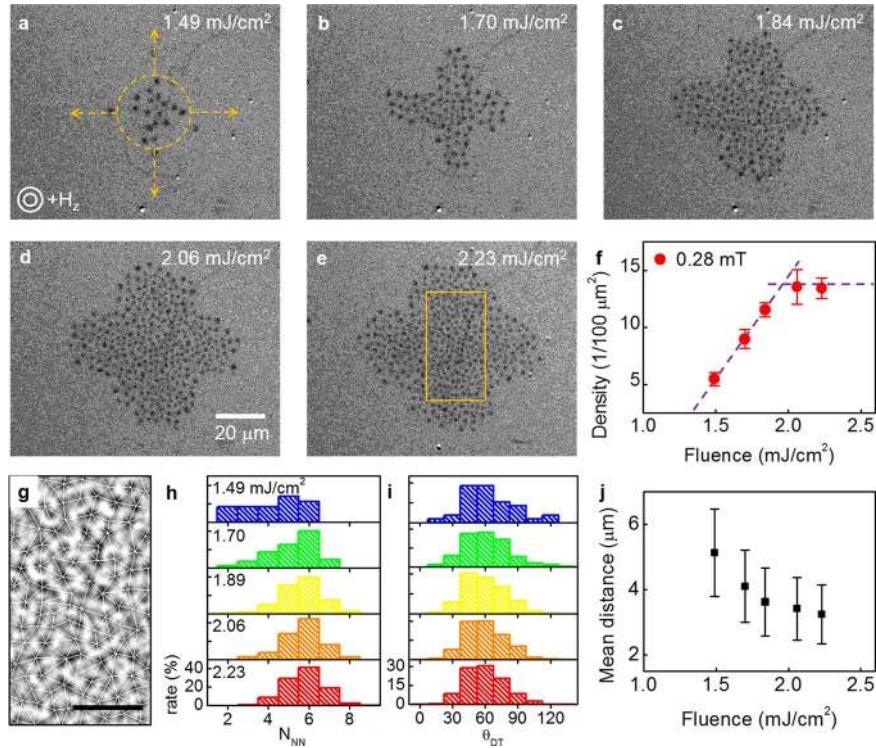 a
1.49 mJ/cm²
+H_z
b
1.70 mJ/cm²
c
1.84 mJ/cm²
d
2.06 mJ/cm²
20 μm
e
2.23 mJ/cm²
f
0.28 mT
Density (1/100 μm²)
15
10
5
1.0
1.5
2.0
2.5
Fluence (mJ/cm²)
g
h
1.49 mJ/cm²
1.70
1.89
2.06
2.23
rate (%)
40
20
0
2
4
6
8
N_NN
i
30
15
0
0
30
60
90
120
θ_DT
j
Mean distance (μm)
6
4
2
1.0
1.5
2.0
2.5
Fluence (mJ/cm²)